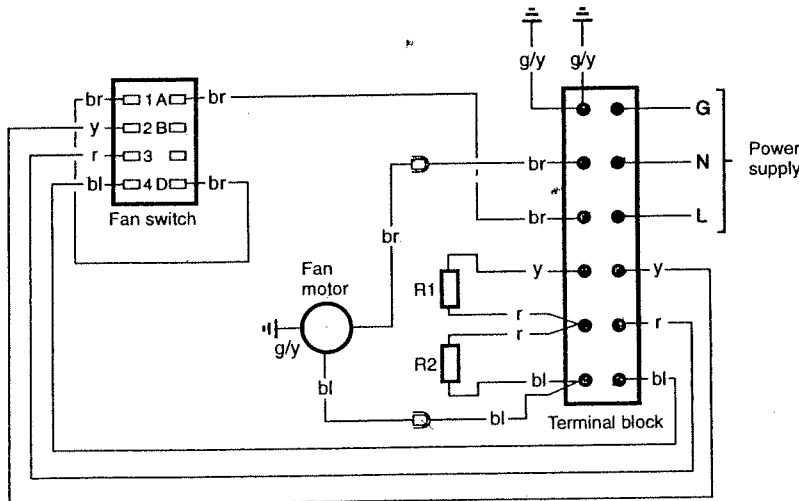 g/y g/y
br 1 A br
y 2 B
r 3
bl 4 D br
Fan switch
G
N
L
Power
supply
br
br
br
Fan
motor
g/y
bl
R1
y
y
r
r
r
R2
bl
bl
bl
Terminal block